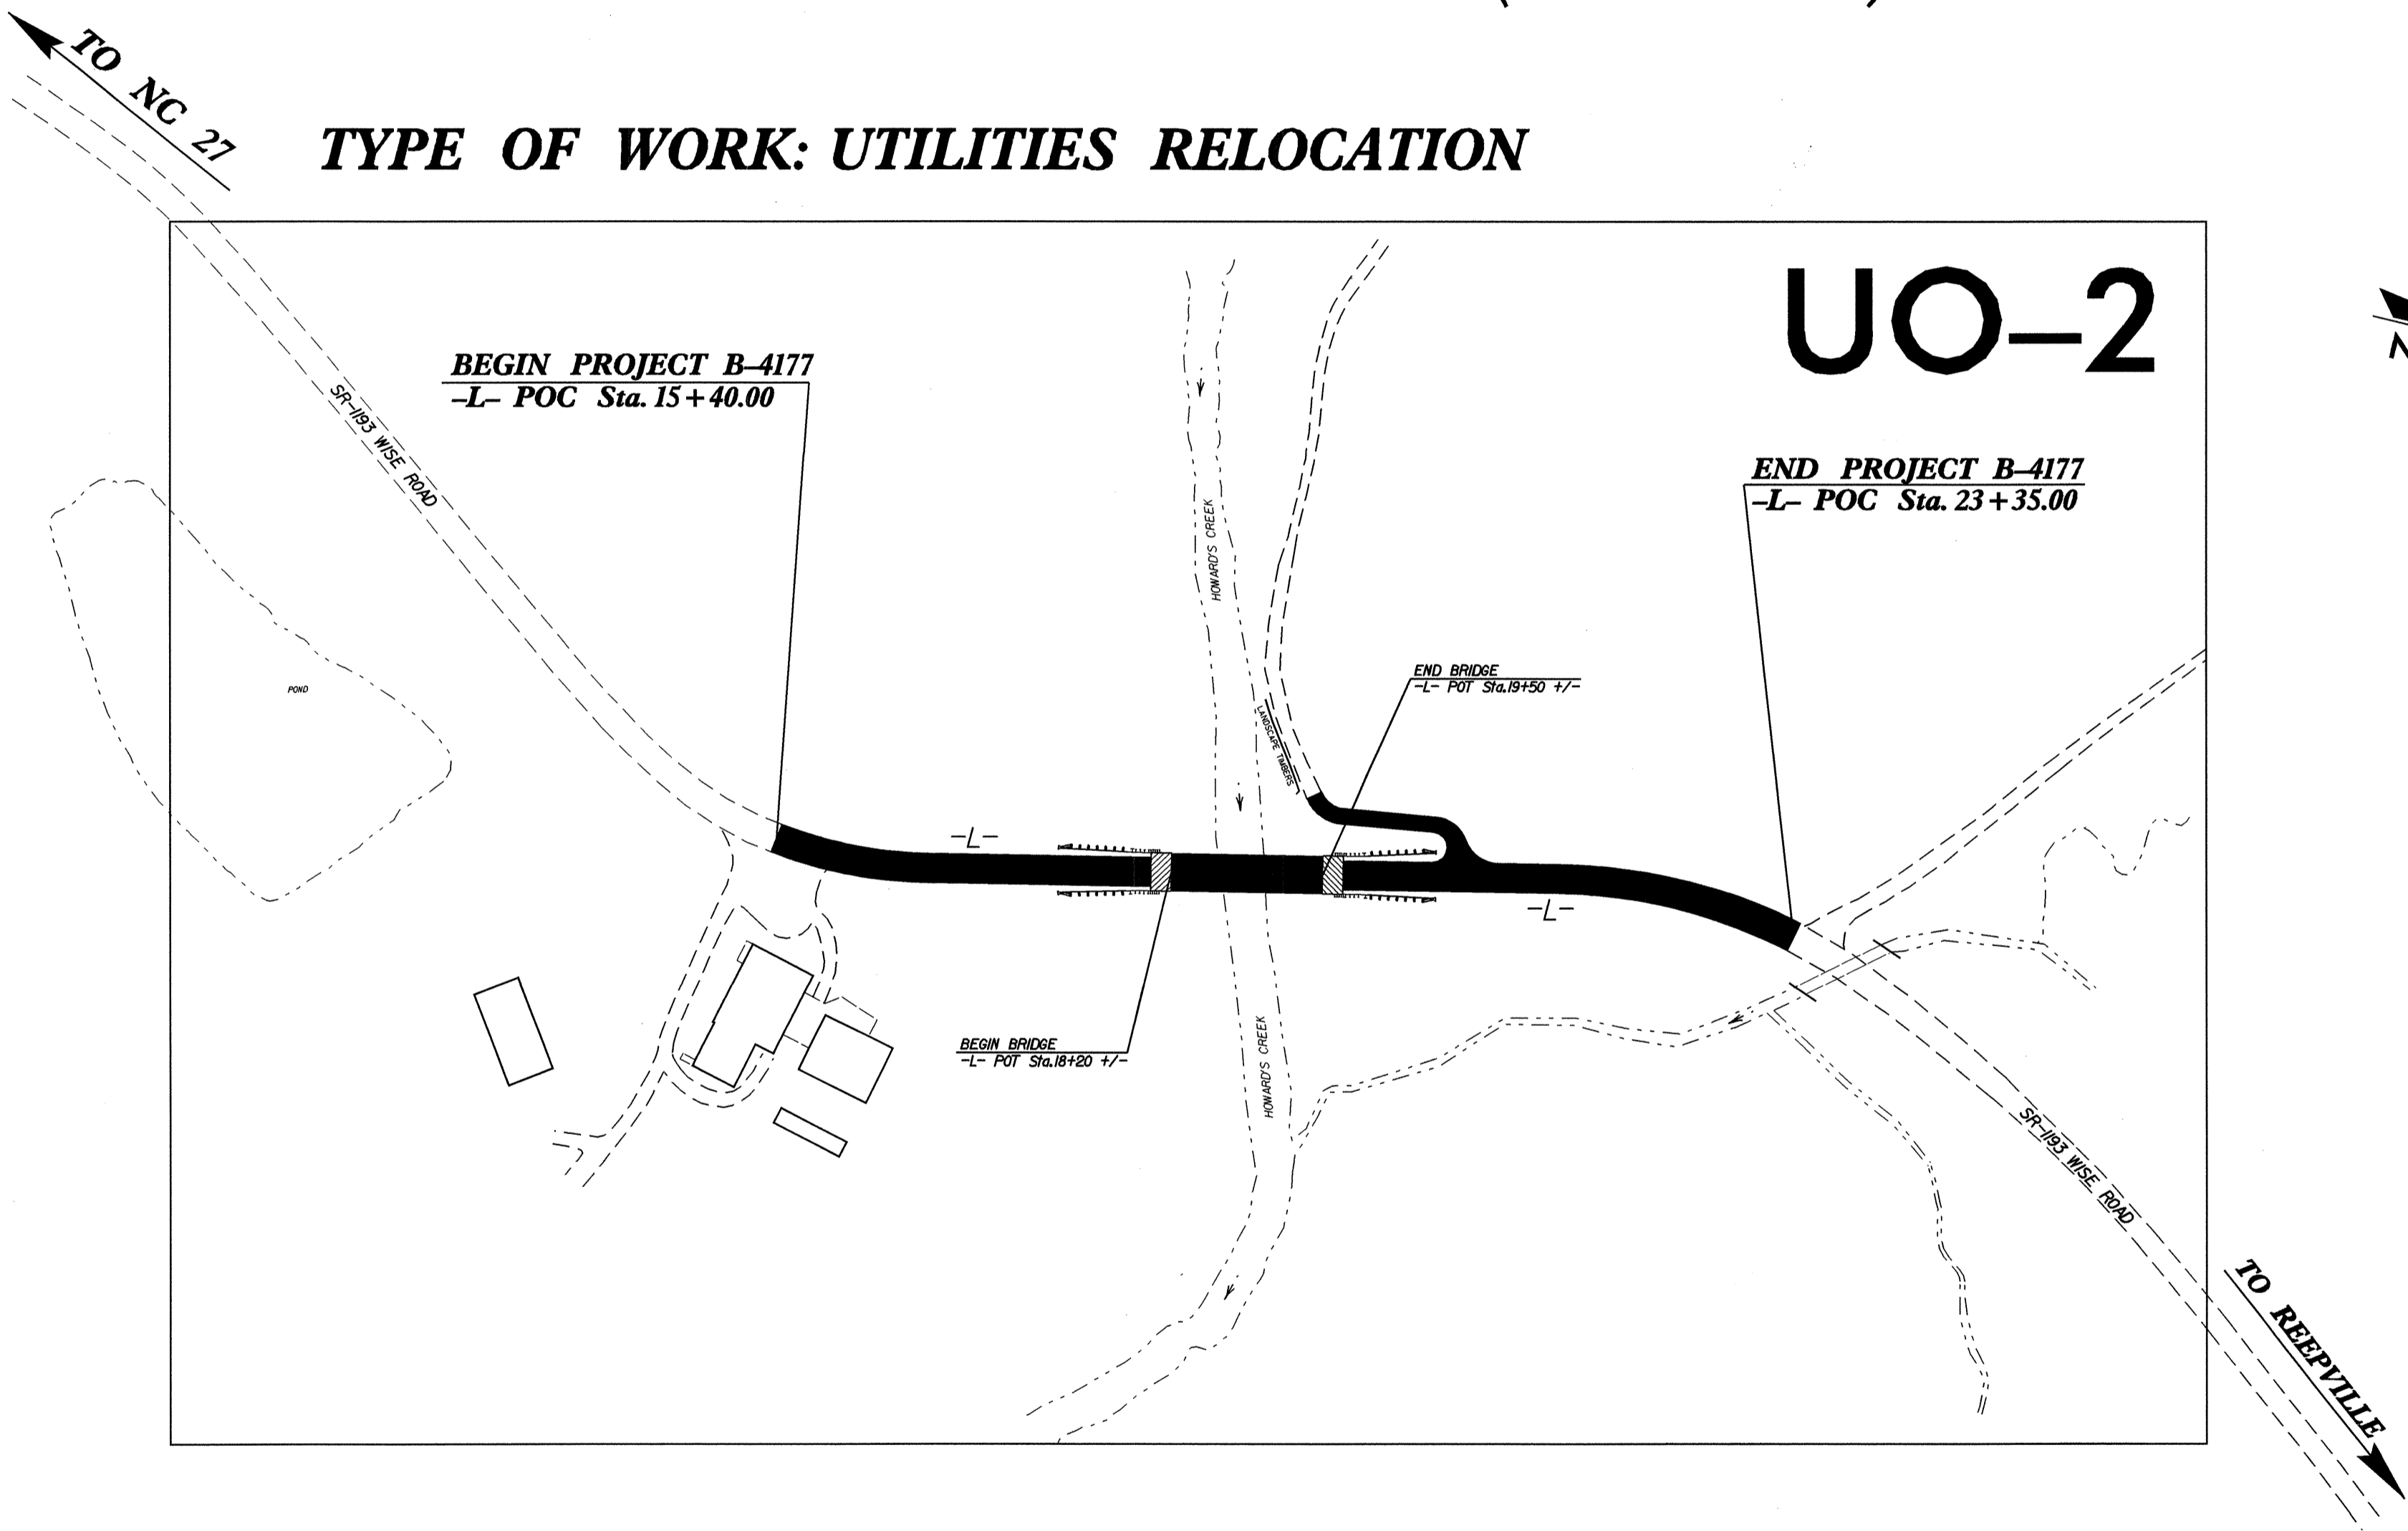 TO NC 27
TYPE OF WORK: UTILITIES RELOCATION
UO-2
BEGIN PROJECT B-4177
-L- POC Sta. 15+40.00
SR-1193 WISE ROAD
END PROJECT B-4177
-L- POC Sta. 23+35.00
HOWARD'S CREEK
POND
END BRIDGE
-L- POT Sta.19+50 +/-
LANDSCAPE TIMBERS
-L-
-L-
BEGIN BRIDGE
-L- POT Sta.18+20 +/-
HOWARD'S CREEK
SR-1193 WISE ROAD
TO REEPVILLE